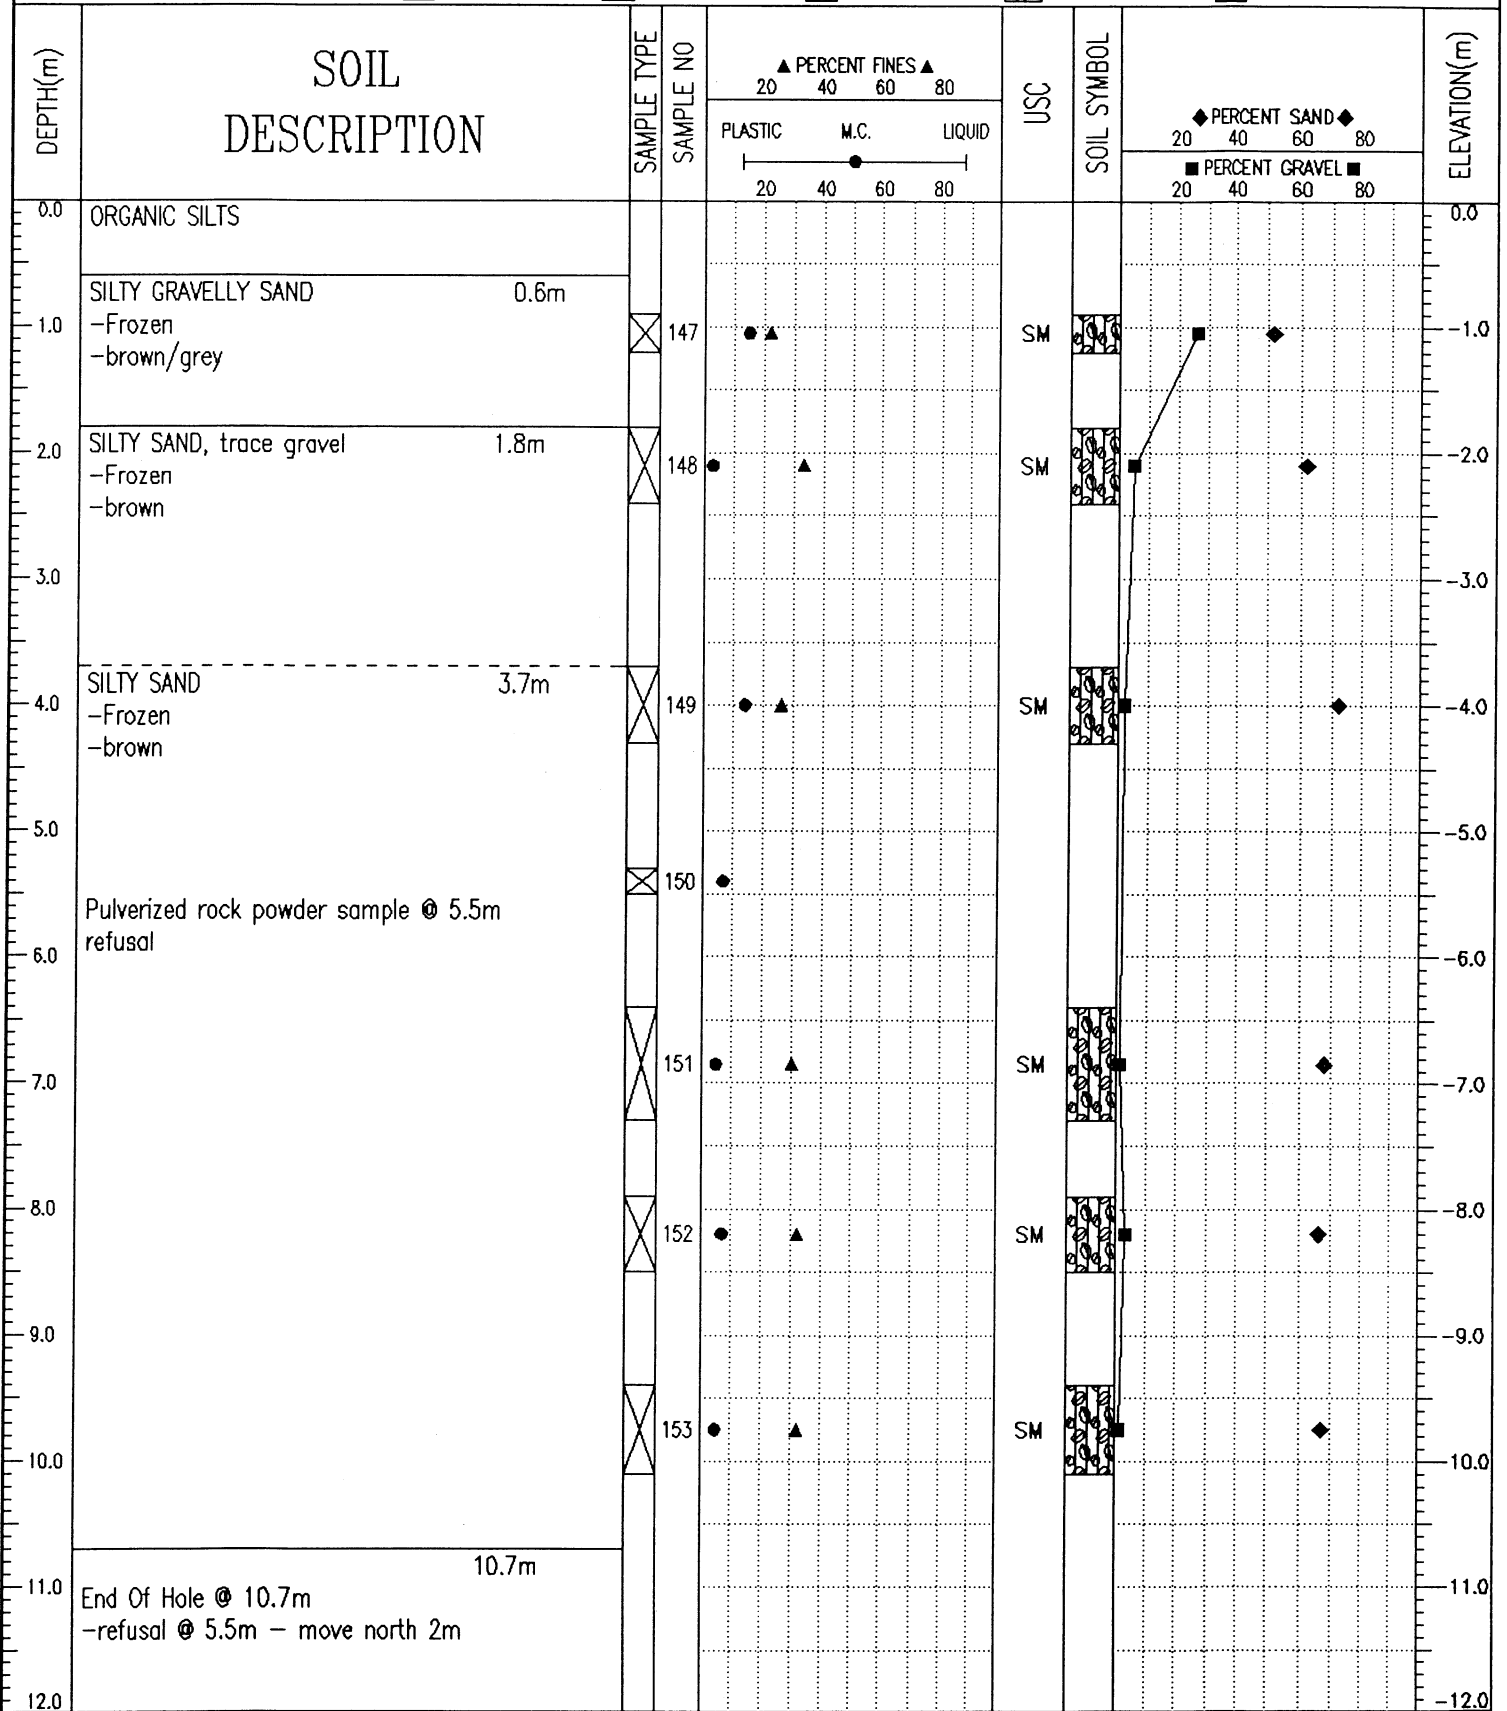 DEPTH(m)
SOIL
DESCRIPTION
SAMPLE TYPE
SAMPLE NO
▲ PERCENT FINES ▲
20 40 60 80
PLASTIC M.C. LIQUID
20 40 60 80
USC
SOIL SYMBOL
◆ PERCENT SAND ◆
20 40 60 80
■ PERCENT GRAVEL ■
20 40 60 80
ELEVATION(m)
0.0 ORGANIC SILTS 0.0
SILTY GRAVELLY SAND 0.6m
1.0 -Frozen 147 SM -1.0
-brown/grey
2.0 SILTY SAND, trace gravel 1.8m 148 SM -2.0
-Frozen
-brown
3.0 -3.0
SILTY SAND 3.7m
4.0 -Frozen 149 SM -4.0
-brown
5.0 -5.0
150
Pulverized rock powder sample @ 5.5m
refusal
6.0 -6.0
151 SM
7.0 -7.0
8.0 -8.0
152 SM
9.0 -9.0
153 SM
10.0 -10.0
10.7m
11.0 End Of Hole @ 10.7m -11.0
-refusal @ 5.5m - move north 2m
12.0 -12.0